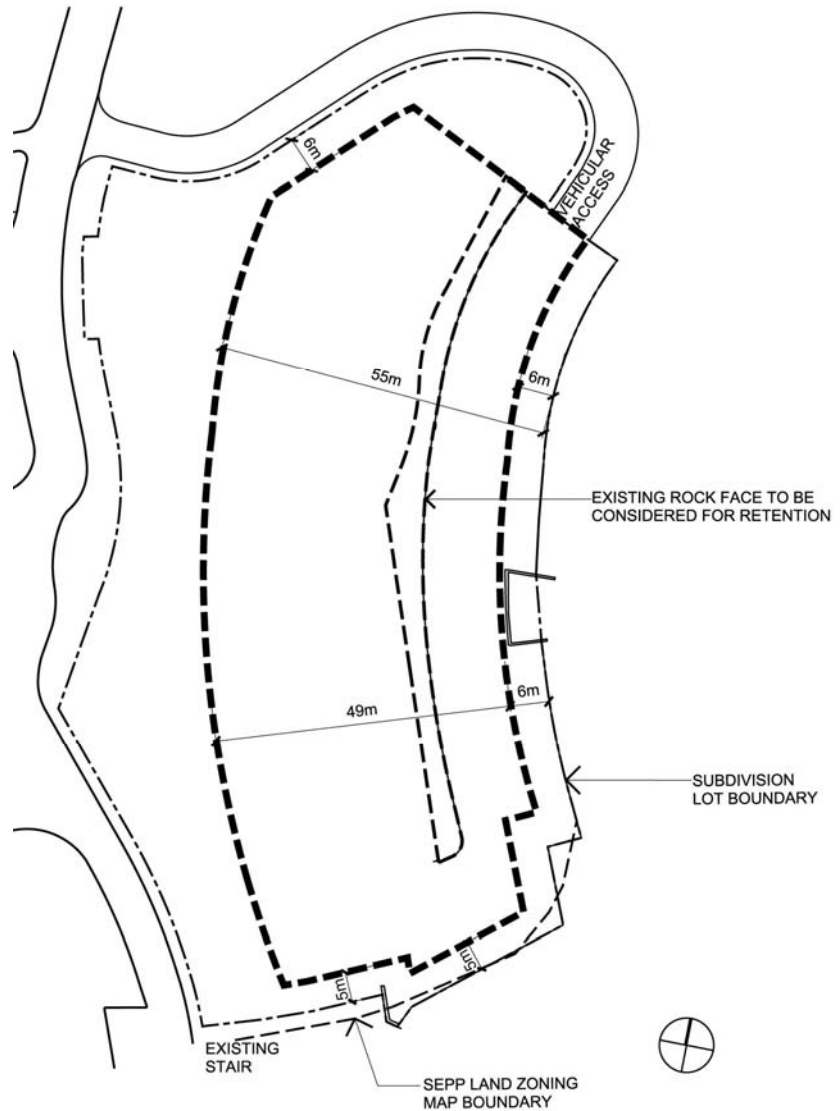 6m
VEHICULAR
ACCESS
55m
6m
EXISTING ROCK FACE TO BE
CONSIDERED FOR RETENTION
49m
6m
SUBDIVISION
LOT BOUNDARY
5m
5m
EXISTING
STAIR
SEPP LAND ZONING
MAP BOUNDARY